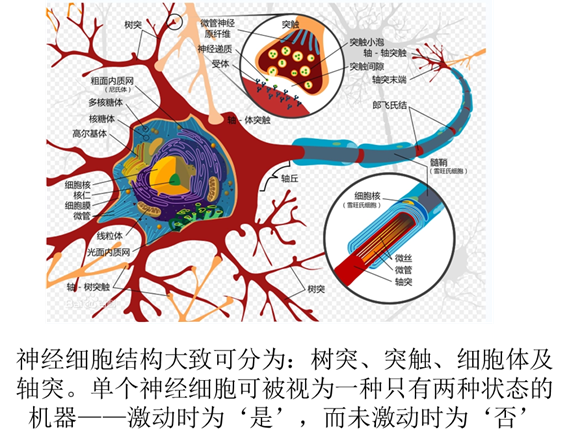 树突
微管神经
原纤维
突触
神经递质
受体
突触小泡
轴-轴突触
突触间隙
轴突末端
粗面内质网
(尼氏体)
多核糖体
核糖体
高尔基体
轴-体突触
郎飞氏结
髓鞘
(雪旺氏细胞)
轴丘
细胞核
核仁
细胞膜
微管
细胞核
(雪旺氏细胞)
线粒体
光面内质网
微丝
微管
轴突
轴-树突触
树突
神经细胞结构大致可分为：树突、突触、细胞体及
轴突。单个神经细胞可被视为一种只有两种状态的
机器——激动时为‘是’，而未激动时为‘否’